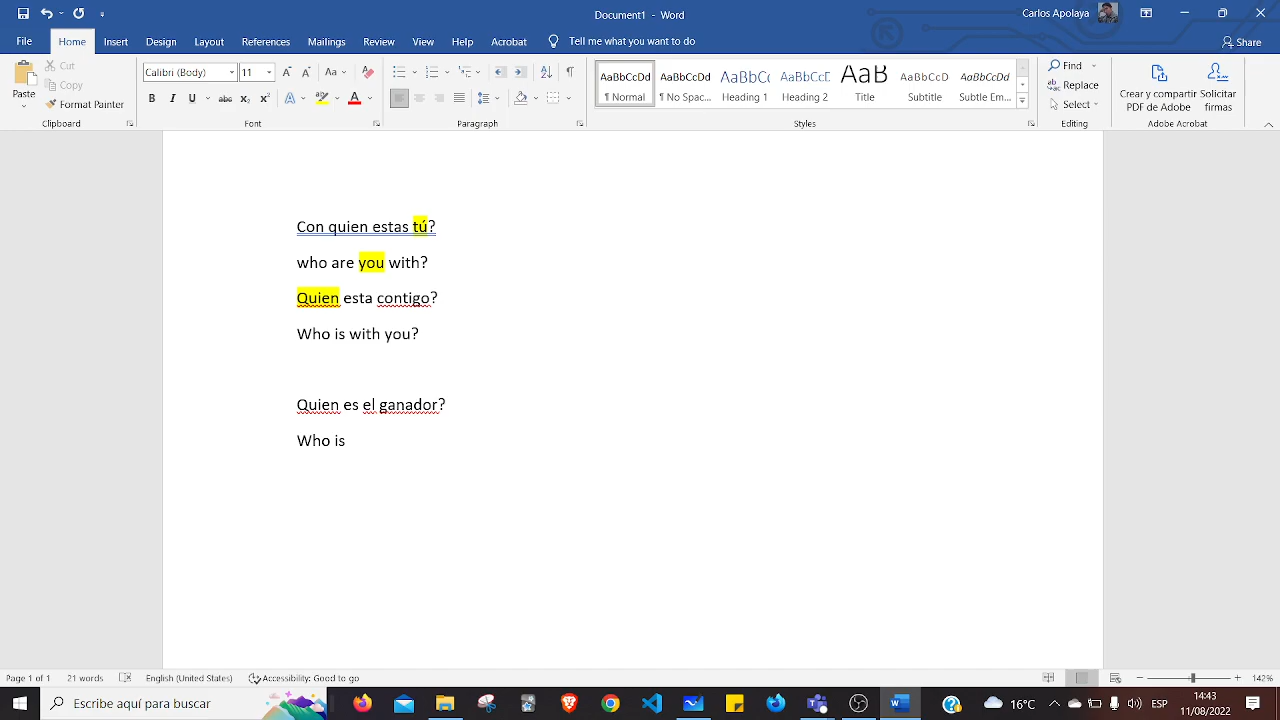 Document1 - Word
Carlos Apolaya
File Home Insert Design Layout References Mailings Review View Help Acrobat Tell me what you want to do Share
Paste
Cut
Copy
Format Painter
Clipboard
Calibri (Body) 11
Font
Paragraph
AaBbCcDd AaBbCcDd AaBbC AaBbCcD AaB AaBbCcD AaBbCcDd
¶ Normal ¶ No Spac... Heading 1 Heading 2 Title Subtitle Subtle Em...
Styles
Find
Replace
Select
Editing
Crear y compartir PDF de Adobe
Solicitar firmas
Adobe Acrobat
Con quien estas tú?
who are you with?
Quien esta contigo?
Who is with you?
Quien es el ganador?
Who is
Page 1 of 1 21 words English (United States) Accessibility: Good to go 142%
Escribe aquí para buscar
16°C
ESP
14:43
11/08/2022